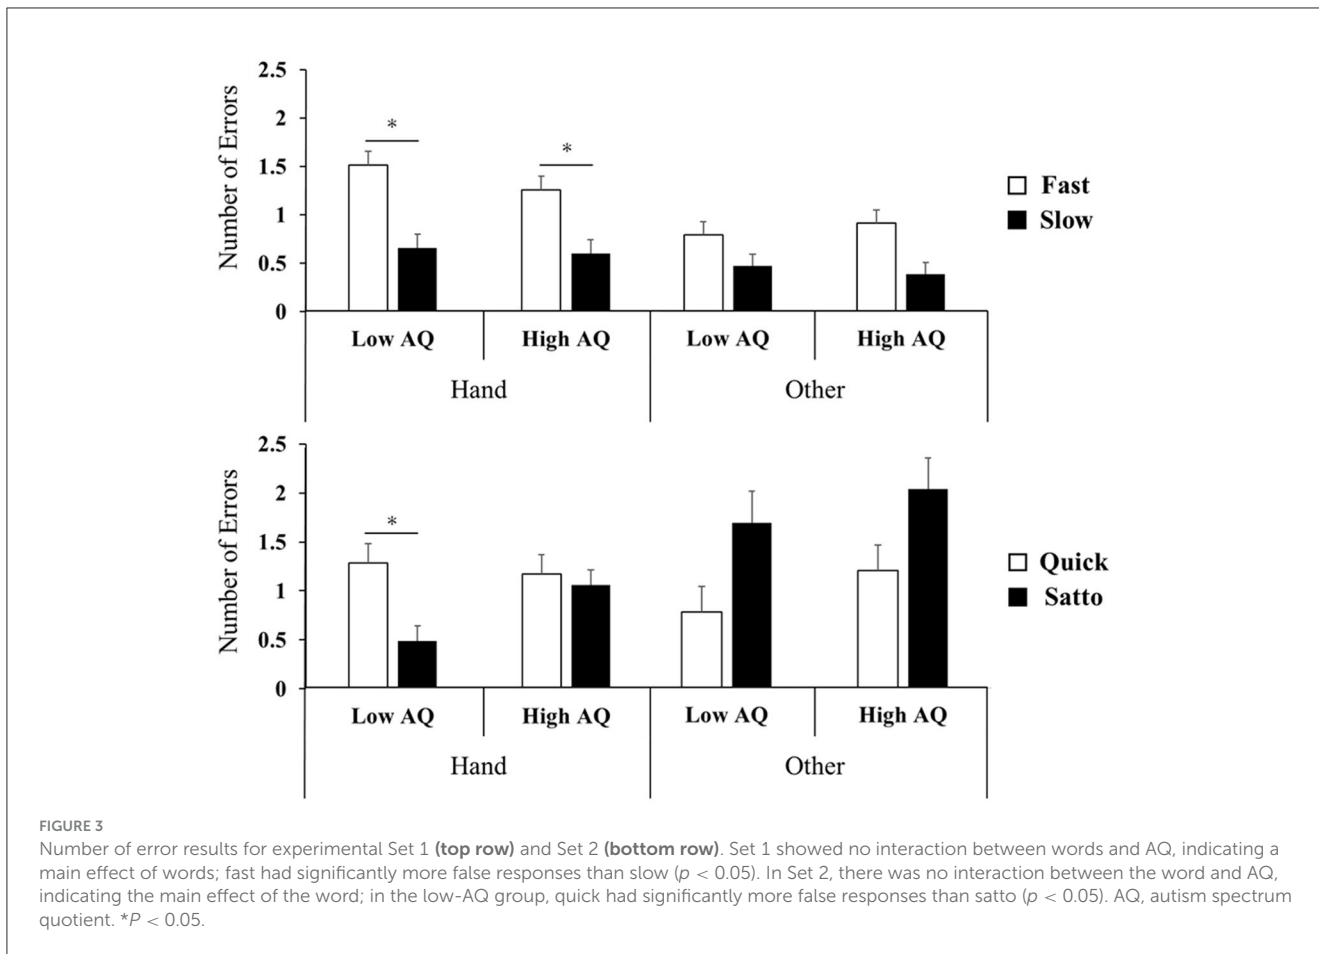 2.5
2
1.5
1
0.5
0
Number of Errors
*
*
Fast
Slow
Low AQ High AQ Low AQ High AQ
Hand Other
2.5
2
1.5
1
0.5
0
Number of Errors
*
Quick
Satto
Low AQ High AQ Low AQ High AQ
Hand Other
FIGURE 3
Number of error results for experimental Set 1 (top row) and Set 2 (bottom row). Set 1 showed no interaction between words and AQ, indicating a
main effect of words; fast had significantly more false responses than slow (p < 0.05). In Set 2, there was no interaction between the word and AQ,
indicating the main effect of the word; in the low-AQ group, quick had significantly more false responses than satto (p < 0.05). AQ, autism spectrum
quotient. *P < 0.05.